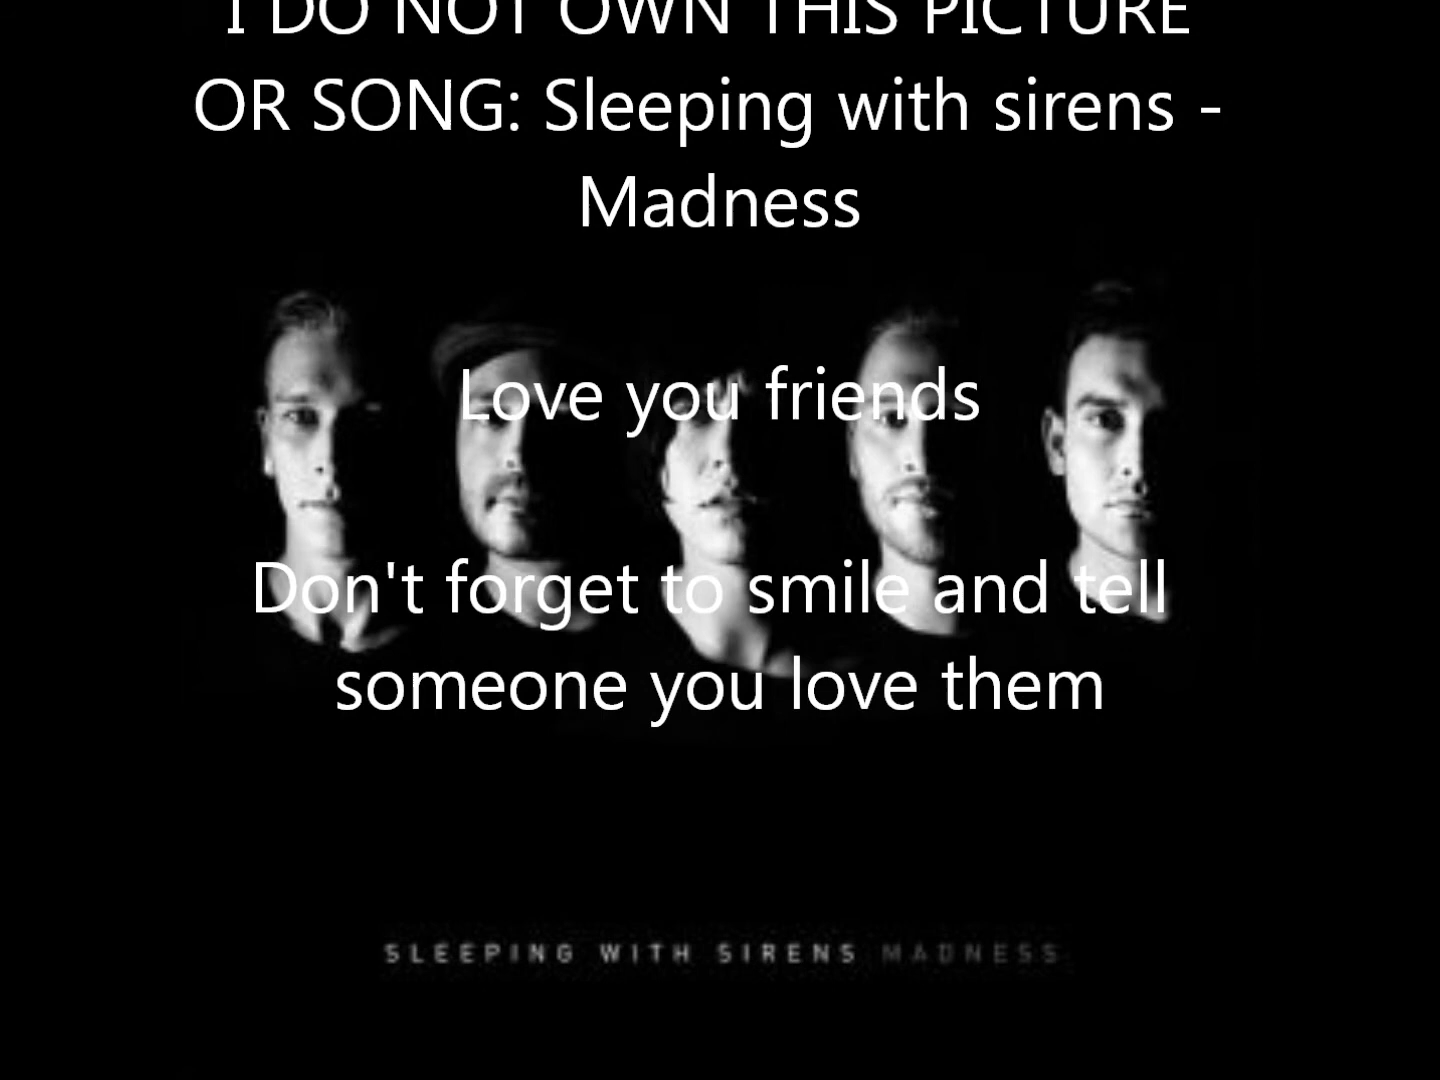 I DO NOT OWN THIS PICTURE
OR SONG: Sleeping with sirens -
Madness
Love you friends
Don't forget to smile and tell
someone you love them
SLEEPING WITH SIRENS MADNESS